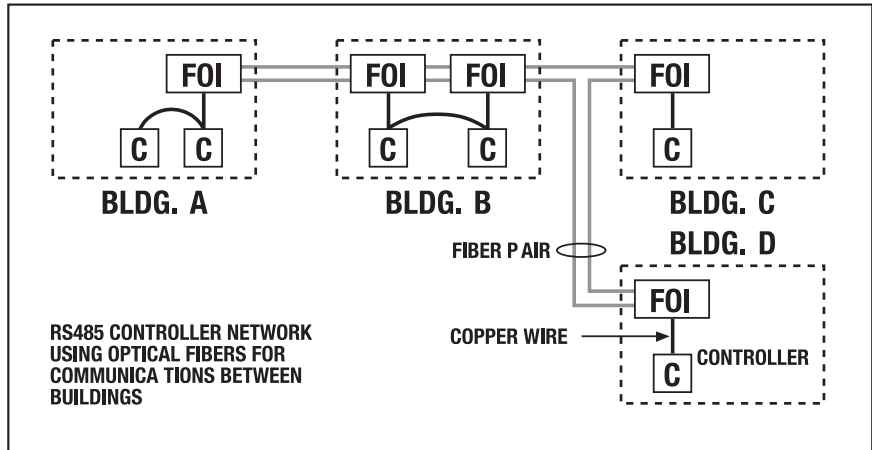 FOI
FOI
FOI
FOI
C
C
C
C
C
BLDG. A
BLDG. B
BLDG. C
BLDG. D
FIBER P AIR
FOI
RS485 CONTROLLER NETWORK
USING OPTICAL FIBERS FOR
COMMUNICA TIONS BETWEEN
BUILDINGS
COPPER WIRE
CONTROLLER
C